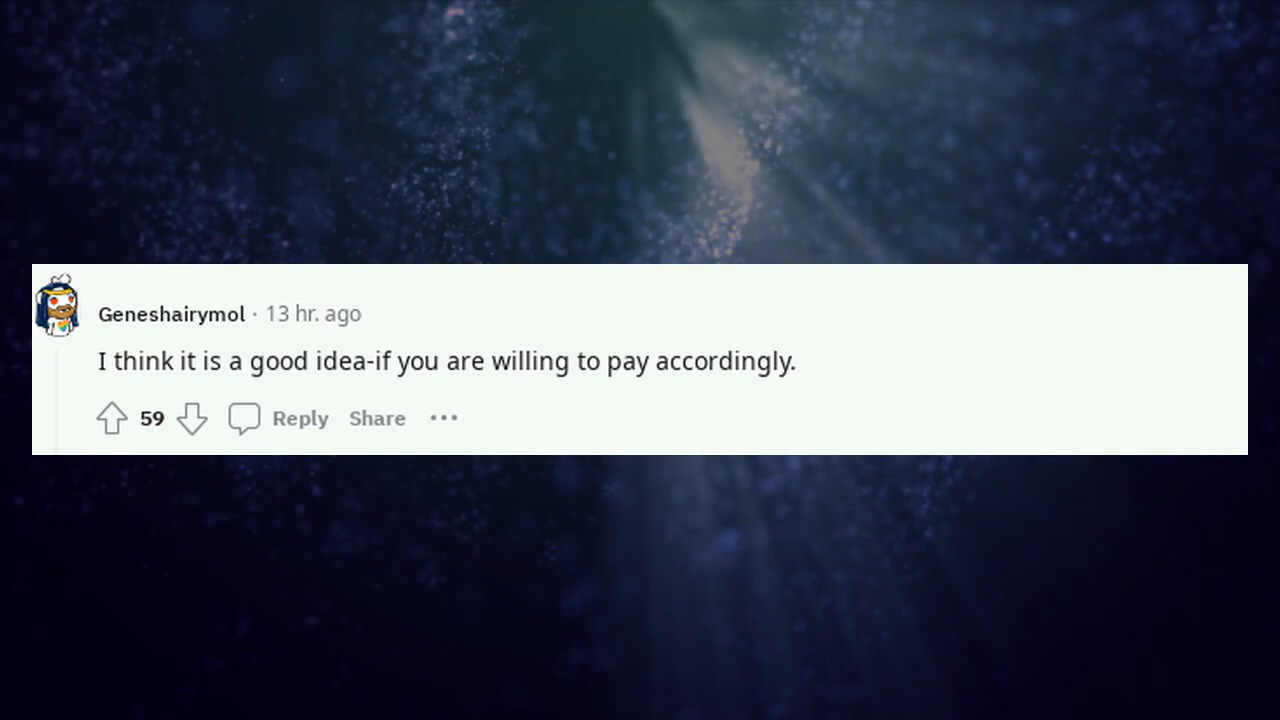 Geneshairymol · 13 hr. ago
I think it is a good idea-if you are willing to pay accordingly.
59 Reply Share ···